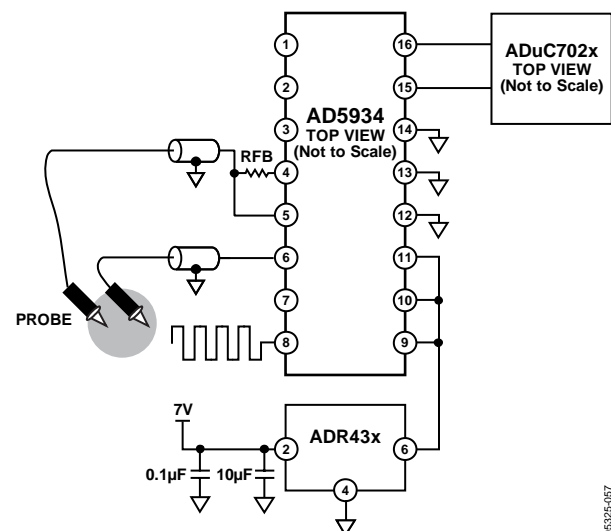 1
2
3
4
5
6
7
8
16
15
14
13
12
11
10
9
AD5934
TOP VIEW
(Not to Scale)
ADuC702x
TOP VIEW
(Not to Scale)
RFB
PROBE
7V
0.1µF
10µF
2
ADR43x
6
4